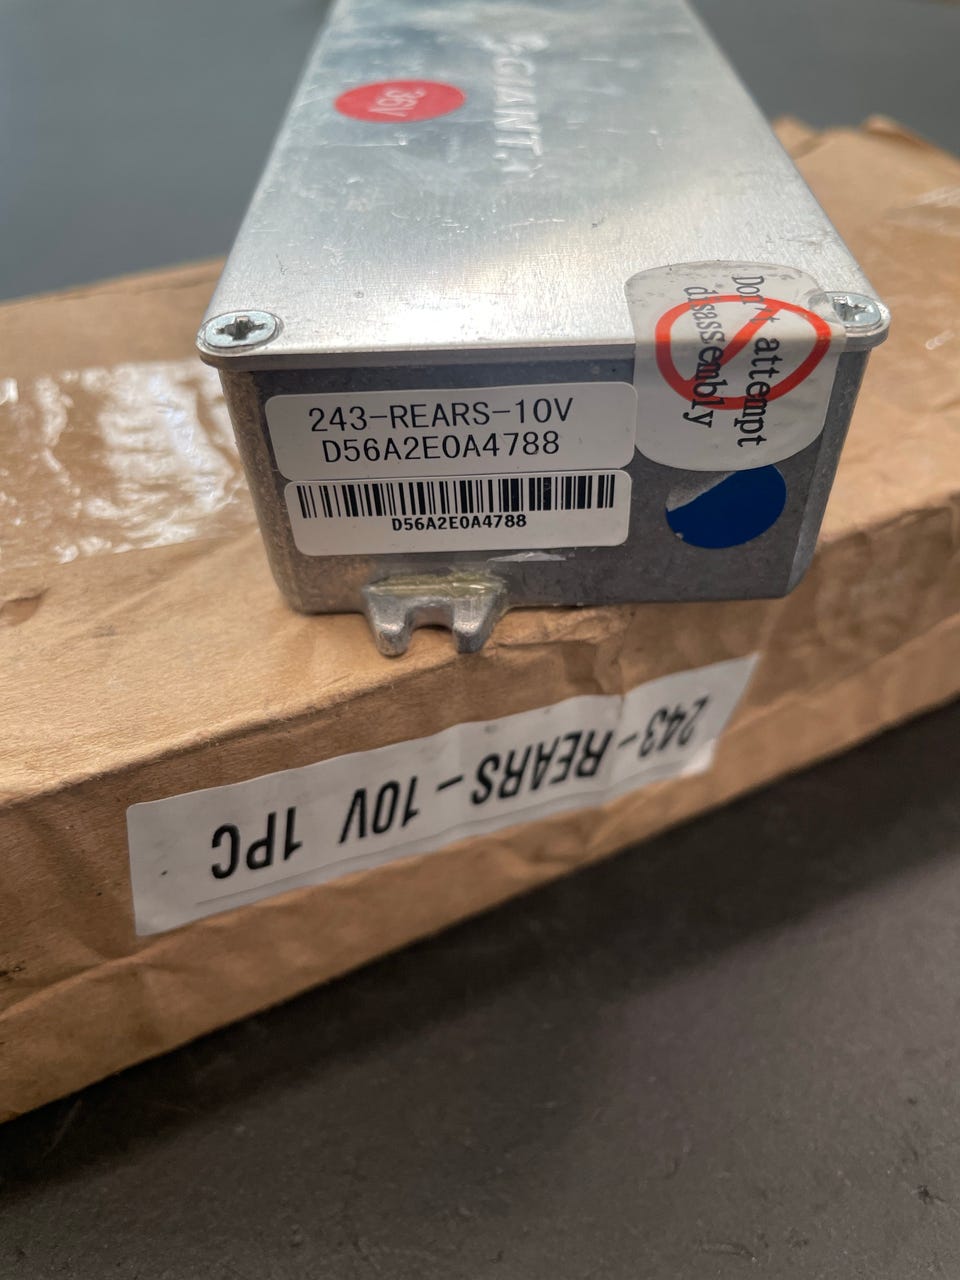 36V
GIANT
Don't attempt
disassembly
243-REARS-10V
D56A2E0A4788
D56A2E0A4788
243-REARS-10V 1PC